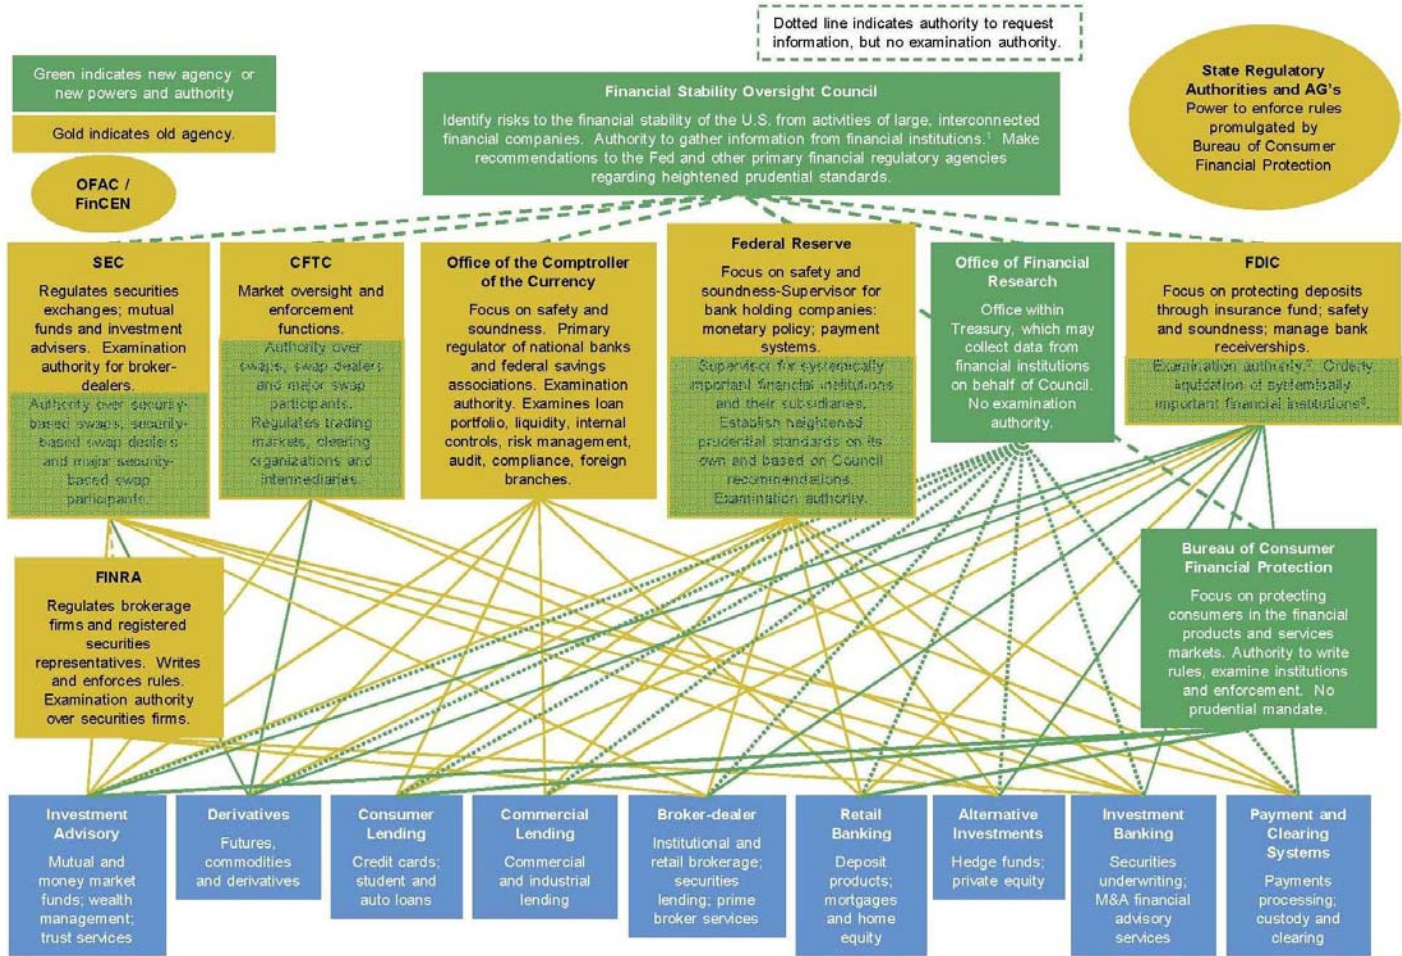 Dotted line indicates authority to request
information, but no examination authority.
Green indicates new agency or
new powers and authority
Gold indicates old agency.
OFAC /
FinCEN
Financial Stability Oversight Council
Identify risks to the financial stability of the U.S. from activities of large, interconnected
financial companies. Authority to gather information from financial institutions.¹ Make
recommendations to the Fed and other primary financial regulatory agencies
regarding heightened prudential standards.
State Regulatory
Authorities and AG's
Power to enforce rules
promulgated by
Bureau of Consumer
Financial Protection
SEC
Regulates securities
exchanges; mutual
funds and investment
advisers. Examination
authority for broker-
dealers.
Authority over security-
based swaps, security-
based swap dealers
and major security-
based swap
participants.
CFTC
Market oversight and
enforcement
functions.
Authority over
swaps, swap dealers
and major swap
participants.
Regulates trading
markets, clearing
organizations and
intermediaries.
Office of the Comptroller
of the Currency
Focus on safety and
soundness. Primary
regulator of national banks
and federal savings
associations. Examination
authority. Examines loan
portfolio, liquidity, internal
controls, risk management,
audit, compliance, foreign
branches.
Federal Reserve
Focus on safety and
soundness-Supervisor for
bank holding companies:
monetary policy; payment
systems.
Supervisor for systemically
important financial institutions
and their subsidiaries.
Establish heightened
prudential standards on its
own and based on Council
recommendations.
Examination authority.
Office of Financial
Research
Office within
Treasury, which may
collect data from
financial institutions
on behalf of Council.
No examination
authority.
FDIC
Focus on protecting deposits
through insurance fund; safety
and soundness; manage bank
receiverships.
Examination authority.² Orderly
liquidation of systemically
important financial institutions³.
FINRA
Regulates brokerage
firms and registered
securities
representatives. Writes
and enforces rules.
Examination authority
over securities firms.
Bureau of Consumer
Financial Protection
Focus on protecting
consumers in the financial
products and services
markets. Authority to write
rules, examine institutions
and enforcement. No
prudential mandate.
Investment
Advisory
Mutual and
money market
funds; wealth
management;
trust services
Derivatives
Futures,
commodities
and derivatives
Consumer
Lending
Credit cards;
student and
auto loans
Commercial
Lending
Commercial
and industrial
lending
Broker-dealer
Institutional and
retail brokerage;
securities
lending; prime
broker services
Retail
Banking
Deposit
products;
mortgages
and home
equity
Alternative
Investments
Hedge funds;
private equity
Investment
Banking
Securities
underwriting;
M&A financial
advisory
services
Payment and
Clearing
Systems
Payments
processing;
custody and
clearing